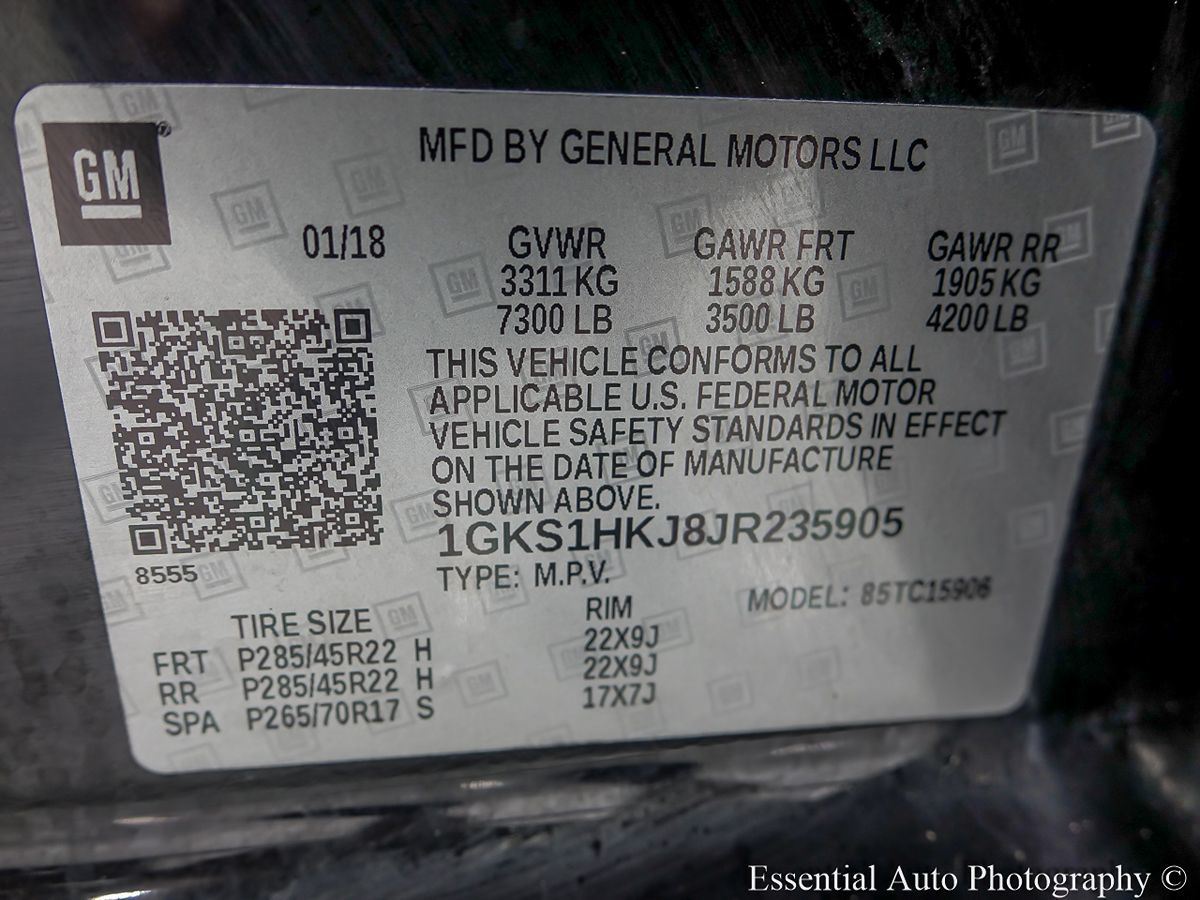 GM
MFD BY GENERAL MOTORS LLC
01/18 GVWR GAWR FRT GAWR RR
3311 KG 1588 KG 1905 KG
7300 LB 3500 LB 4200 LB
THIS VEHICLE CONFORMS TO ALL
APPLICABLE U.S. FEDERAL MOTOR
VEHICLE SAFETY STANDARDS IN EFFECT
ON THE DATE OF MANUFACTURE
SHOWN ABOVE.
1GKS1HKJ8JR235905
8555
TYPE: M.P.V.
MODEL: 85TC15906
TIRE SIZE RIM
FRT P285/45R22 H 22X9J
RR P285/45R22 H 22X9J
SPA P265/70R17 S 17X7J
Essential Auto Photography ©